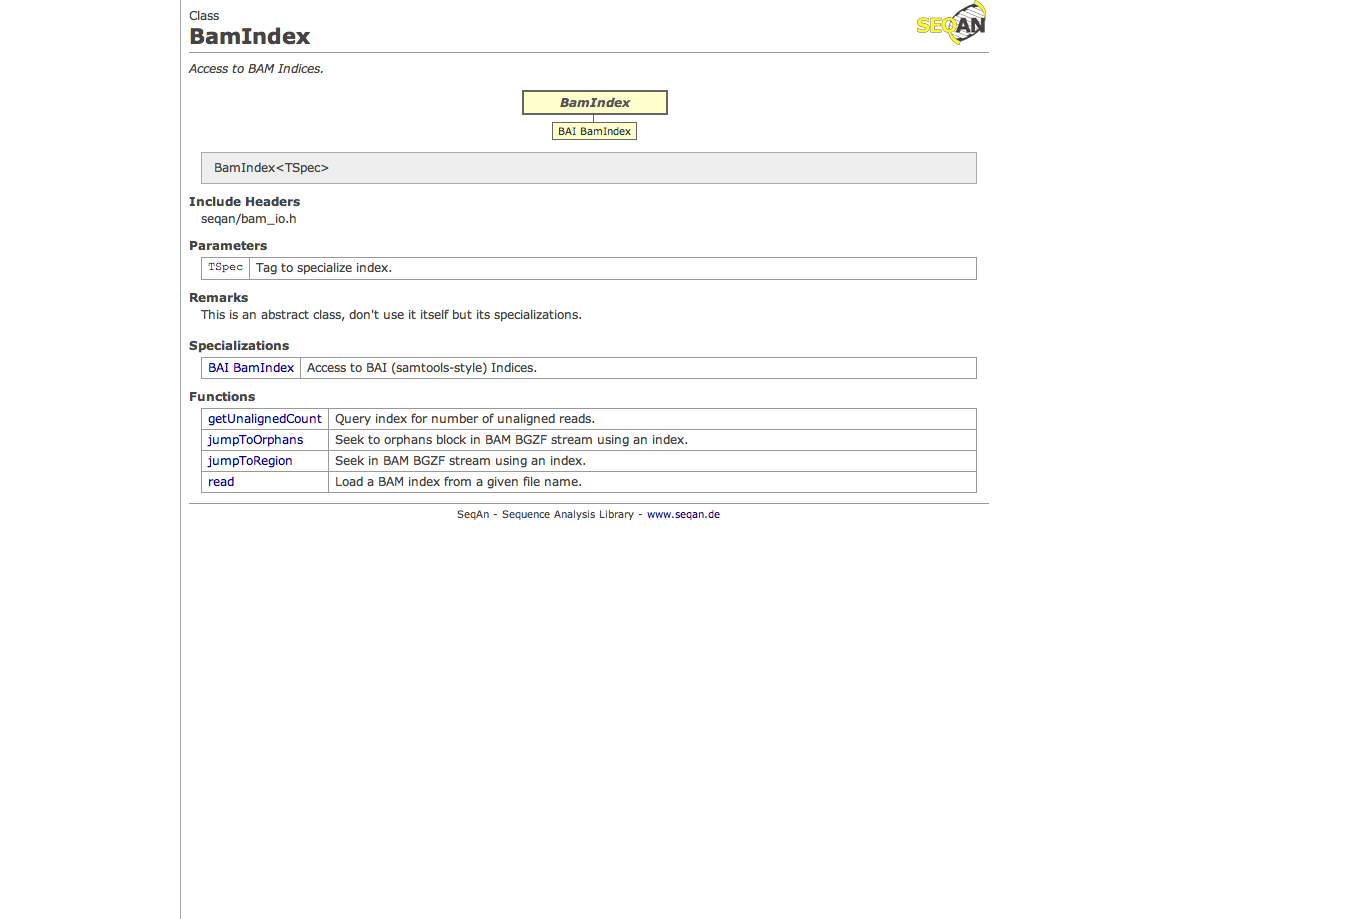 Class
BamIndex
SEQAN
Access to BAM Indices.
BamIndex
BAI BamIndex
BamIndex<TSpec>
Include Headers
seqan/bam_io.h
Parameters
TSpec Tag to specialize index.
Remarks
This is an abstract class, don't use it itself but its specializations.
Specializations
BAI BamIndex Access to BAI (samtools-style) Indices.
Functions
getUnalignedCount Query index for number of unaligned reads.
jumpToOrphans Seek to orphans block in BAM BGZF stream using an index.
jumpToRegion Seek in BAM BGZF stream using an index.
read Load a BAM index from a given file name.
SeqAn - Sequence Analysis Library - www.seqan.de